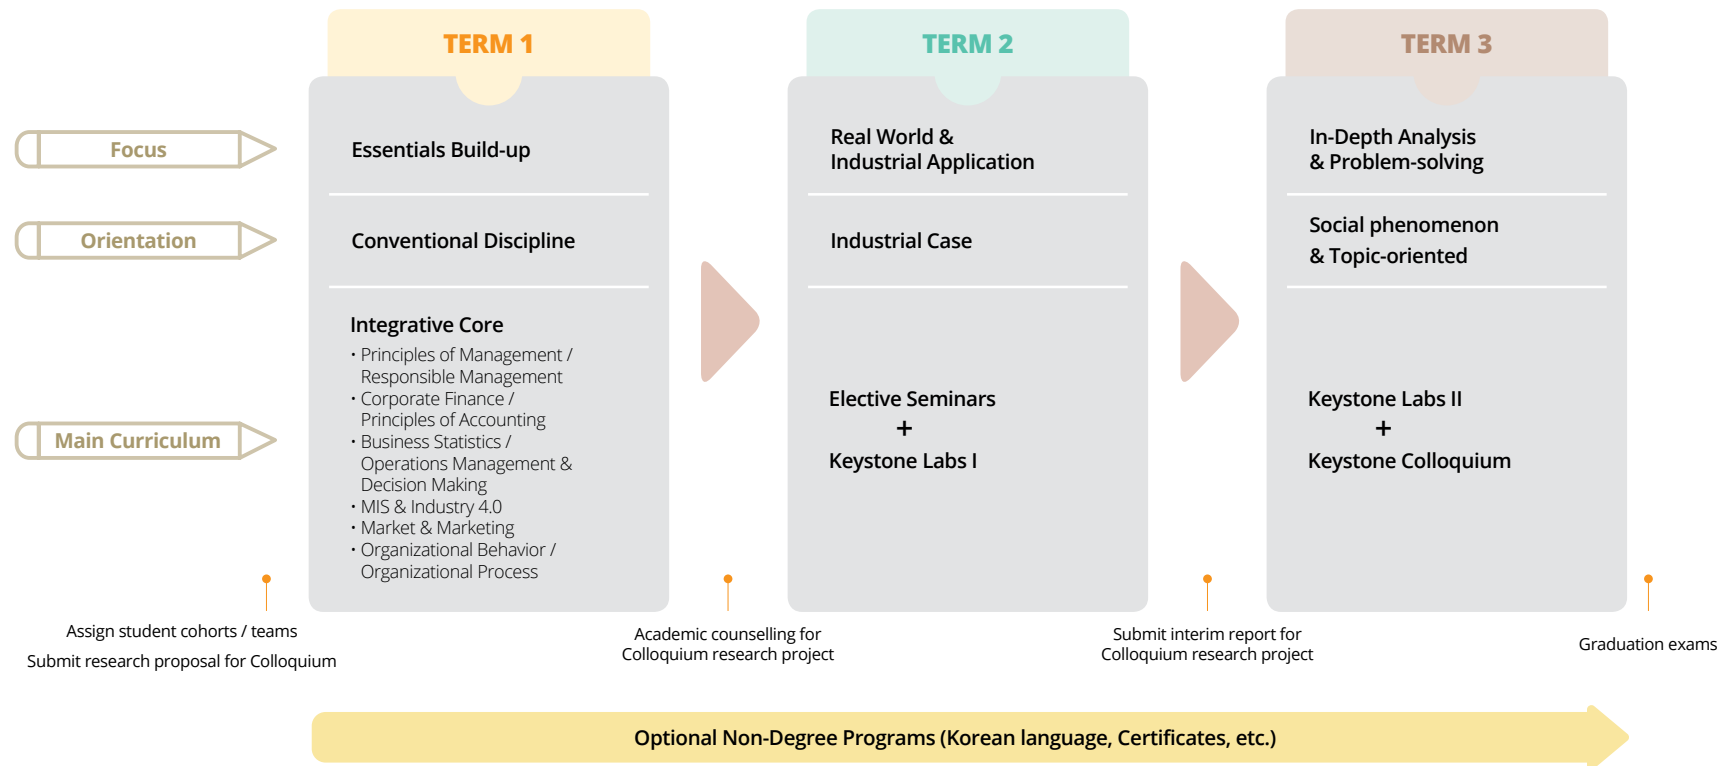 TERM 1
TERM 2
TERM 3
Focus
Essentials Build-up
Real World &
Industrial Application
In-Depth Analysis
& Problem-solving
Orientation
Conventional Discipline
Industrial Case
Social phenomenon
& Topic-oriented
Main Curriculum
Integrative Core
• Principles of Management /
Responsible Management
• Corporate Finance /
Principles of Accounting
• Business Statistics /
Operations Management &
Decision Making
• MIS & Industry 4.0
• Market & Marketing
• Organizational Behavior /
Organizational Process
Elective Seminars
+
Keystone Labs I
Keystone Labs II
+
Keystone Colloquium
Assign student cohorts / teams
Submit research proposal for Colloquium
Academic counselling for
Colloquium research project
Submit interim report for
Colloquium research project
Graduation exams
Optional Non-Degree Programs (Korean language, Certificates, etc.)